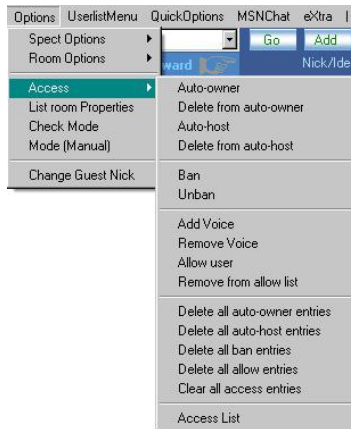 Options UserlistMenu QuickOptions MSNChat eXtra |
Spect Options
Go Add
Room Options
ward Nick/Ide
Access
Auto-owner
List room Properties
Delete from auto-owner
Check Mode
Auto-host
Mode (Manual)
Delete from auto-host
Change Guest Nick
Ban
Unban
Add Voice
Remove Voice
Allow user
Remove from allow list
Delete all auto-owner entries
Delete all auto-host entries
Delete all ban entries
Delete all allow entries
Clear all access entries
Access List